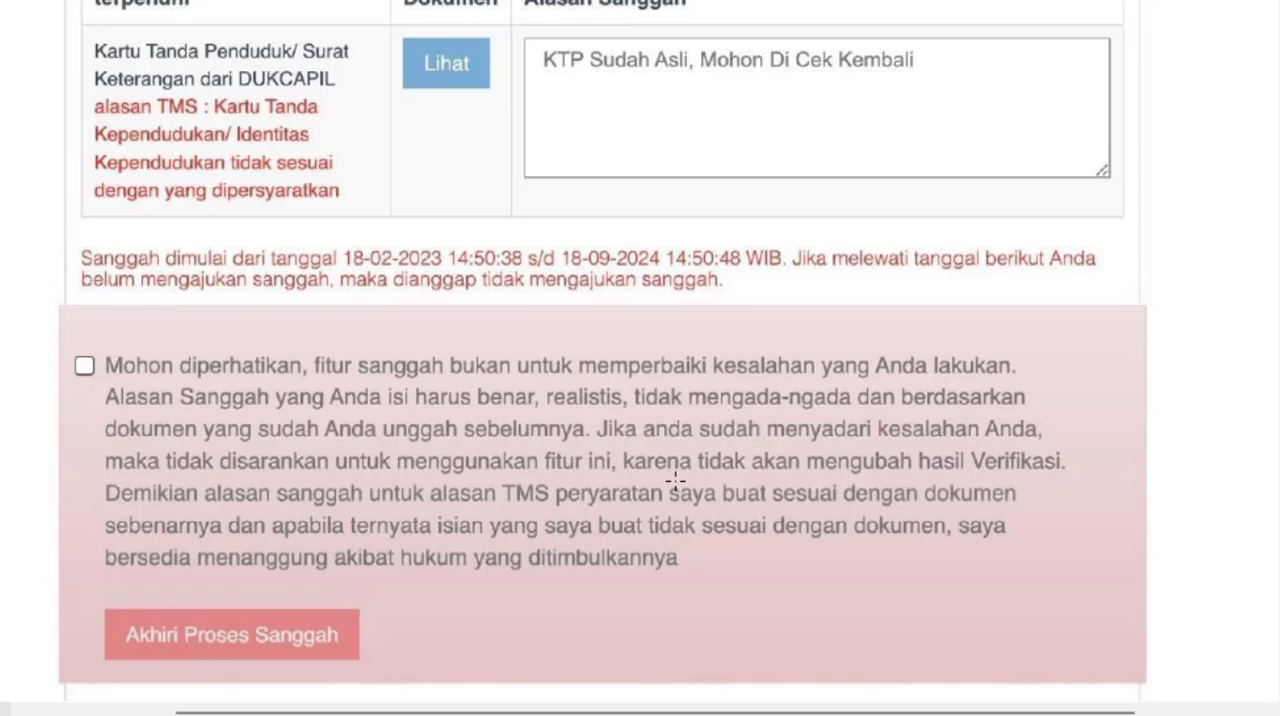 terpenuhi Dokumen Alasan Sanggah
Kartu Tanda Penduduk/ Surat
Keterangan dari DUKCAPIL
alasan TMS : Kartu Tanda
Kependudukan/ Identitas
Kependudukan tidak sesuai
dengan yang dipersyaratkan
Lihat
KTP Sudah Asli, Mohon Di Cek Kembali
Sanggah dimulai dari tanggal 18-02-2023 14:50:38 s/d 18-09-2024 14:50:48 WIB. Jika melewati tanggal berikut Anda
belum mengajukan sanggah, maka dianggap tidak mengajukan sanggah.
Mohon diperhatikan, fitur sanggah bukan untuk memperbaiki kesalahan yang Anda lakukan.
Alasan Sanggah yang Anda isi harus benar, realistis, tidak mengada-ngada dan berdasarkan
dokumen yang sudah Anda unggah sebelumnya. Jika anda sudah menyadari kesalahan Anda,
maka tidak disarankan untuk menggunakan fitur ini, karena tidak akan mengubah hasil Verifikasi.
Demikian alasan sanggah untuk alasan TMS peryaratan saya buat sesuai dengan dokumen
sebenarnya dan apabila ternyata isian yang saya buat tidak sesuai dengan dokumen, saya
bersedia menanggung akibat hukum yang ditimbulkannya
Akhiri Proses Sanggah